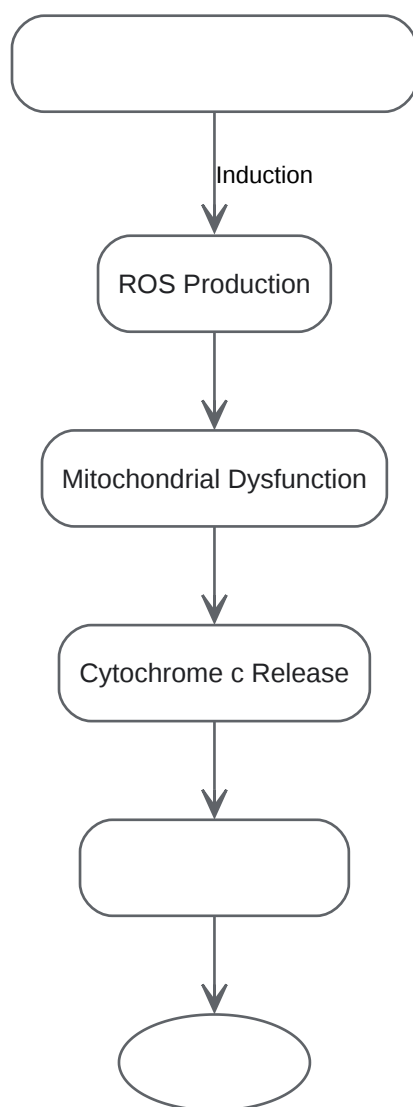 Induction
ROS Production
Mitochondrial Dysfunction
Cytochrome c Release